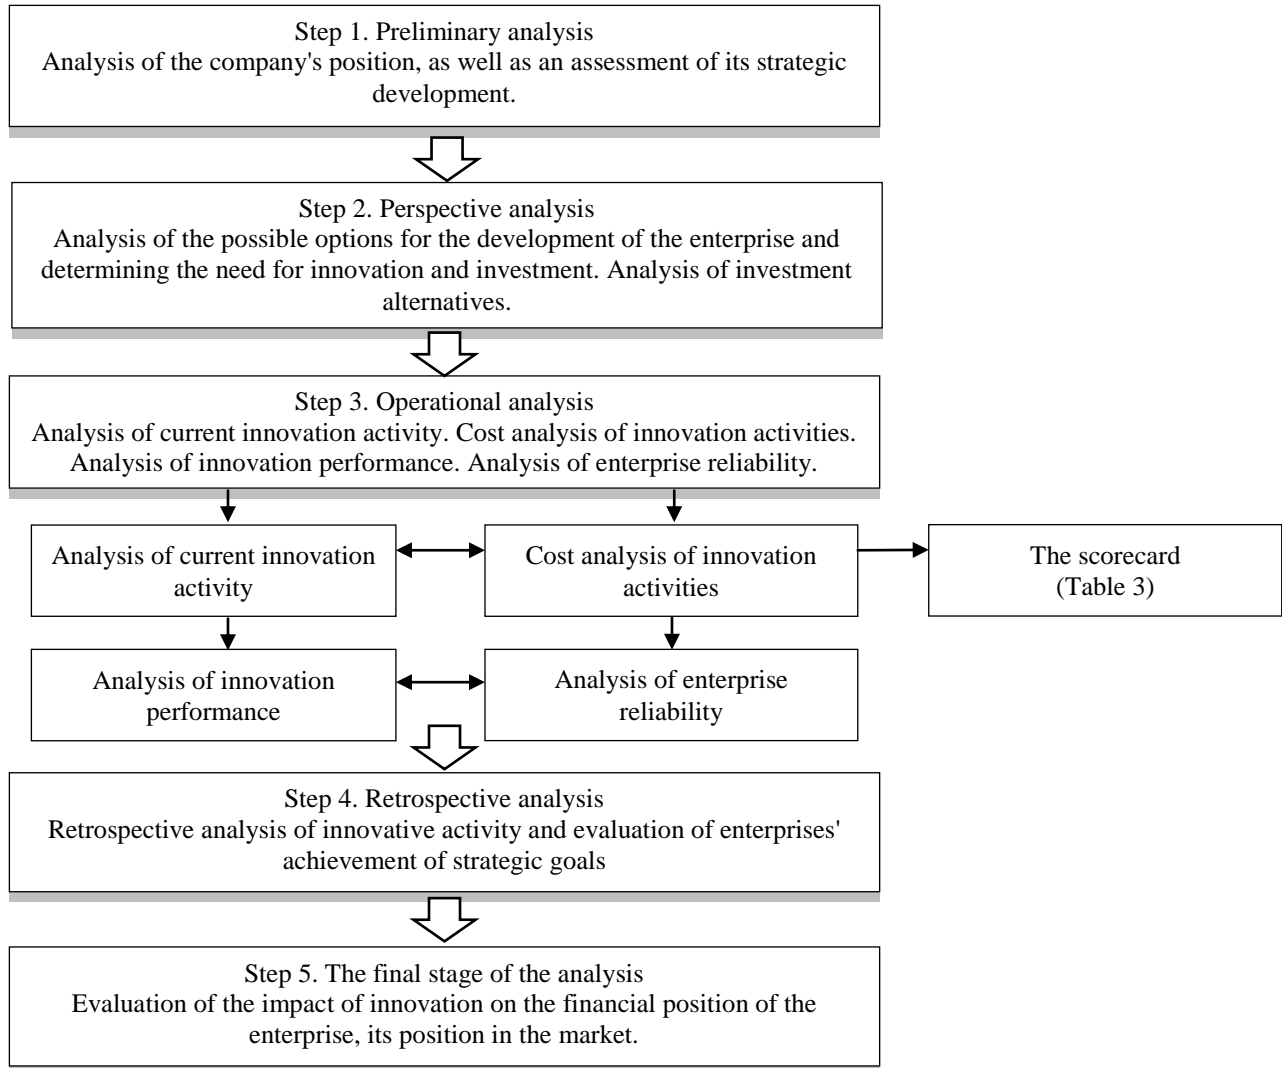 Step 1. Preliminary analysis
Analysis of the company's position, as well as an assessment of its strategic
development.
Step 2. Perspective analysis
Analysis of the possible options for the development of the enterprise and
determining the need for innovation and investment. Analysis of investment
alternatives.
Step 3. Operational analysis
Analysis of current innovation activity. Cost analysis of innovation activities.
Analysis of innovation performance. Analysis of enterprise reliability.
Analysis of current innovation
activity
Cost analysis of innovation
activities
The scorecard
(Table 3)
Analysis of innovation
performance
Analysis of enterprise
reliability
Step 4. Retrospective analysis
Retrospective analysis of innovative activity and evaluation of enterprises'
achievement of strategic goals
Step 5. The final stage of the analysis
Evaluation of the impact of innovation on the financial position of the
enterprise, its position in the market.